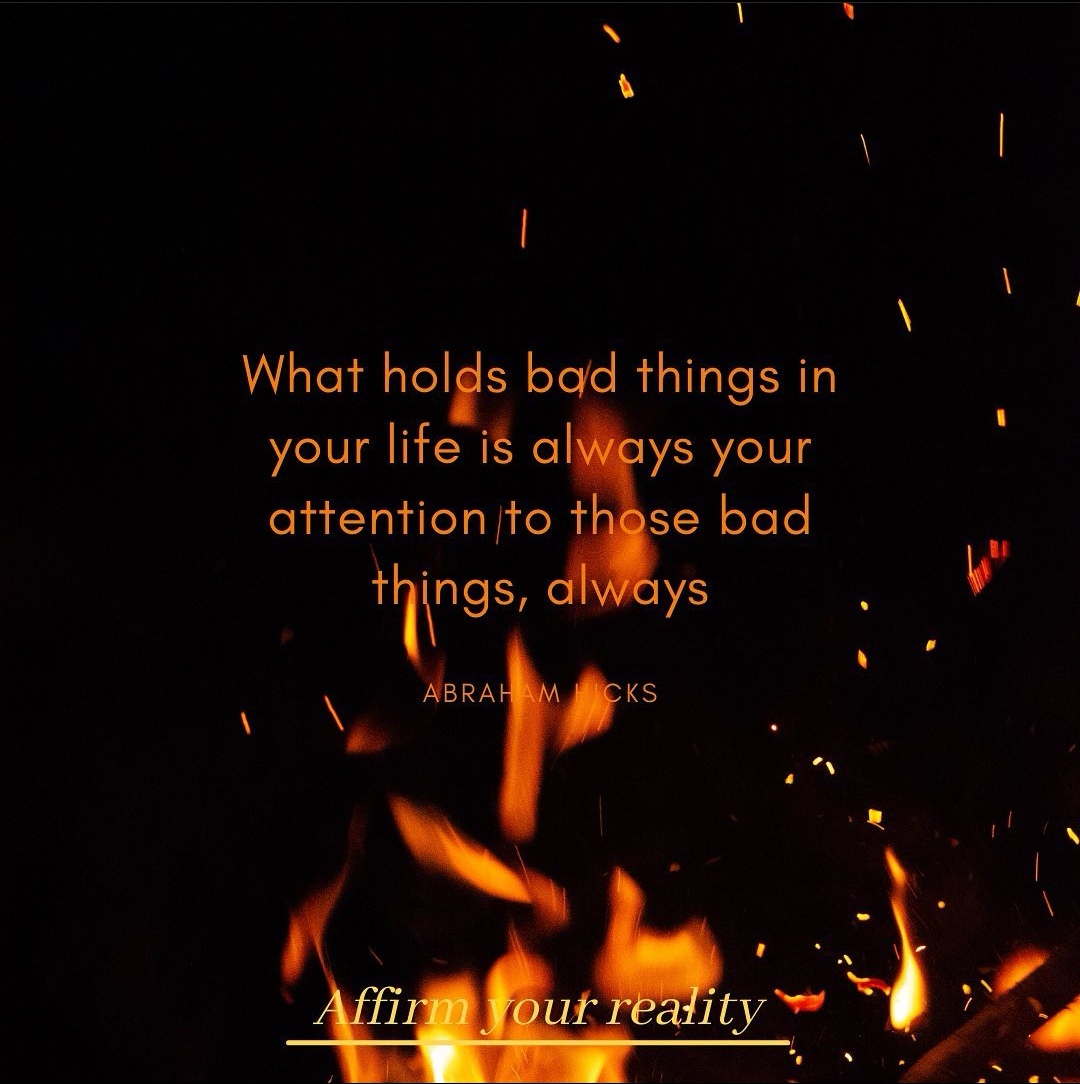 What holds bad things in
your life is always your
attention to those bad
things, always
ABRAHAM HICKS
Affirm your reality